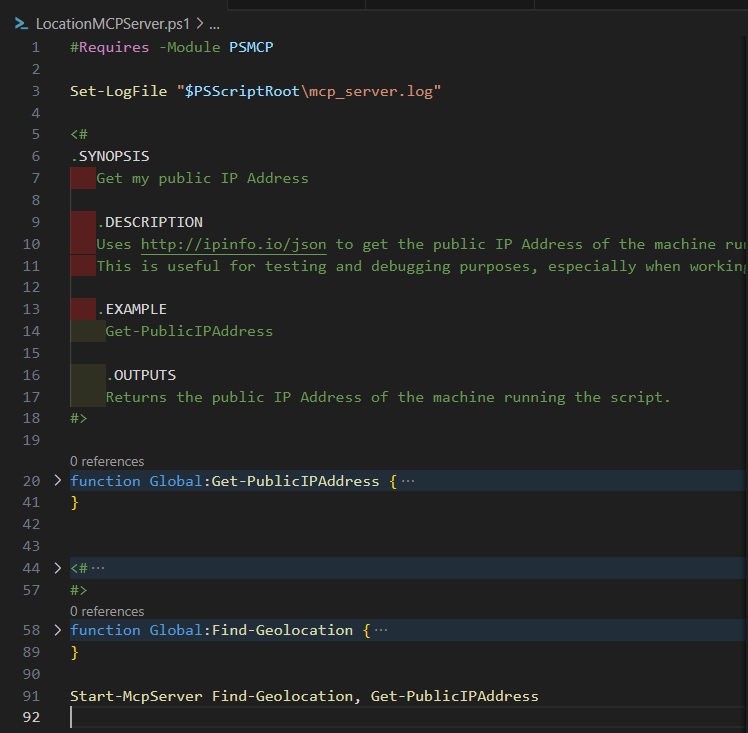 LocationMCPServer.ps1 > ...
1 #Requires -Module PSMCP
2
3 Set-LogFile "$PSScriptRoot\mcp_server.log"
4
5 <#
6 .SYNOPSIS
7 Get my public IP Address
8
9 .DESCRIPTION
10 Uses http://ipinfo.io/json to get the public IP Address of the machine
11 This is useful for testing and debugging purposes, especially when
12
13 .EXAMPLE
14 Get-PublicIPAddress
15
16 .OUTPUTS
17 Returns the public IP Address of the machine running the script.
18 #>
19
0 references
20 > function Global:Get-PublicIPAddress { ...
41 }
42
43
44 > <# ...
57 #>
0 references
58 > function Global:Find-Geolocation { ...
89 }
90
91 Start-McpServer Find-Geolocation, Get-PublicIPAddress
92